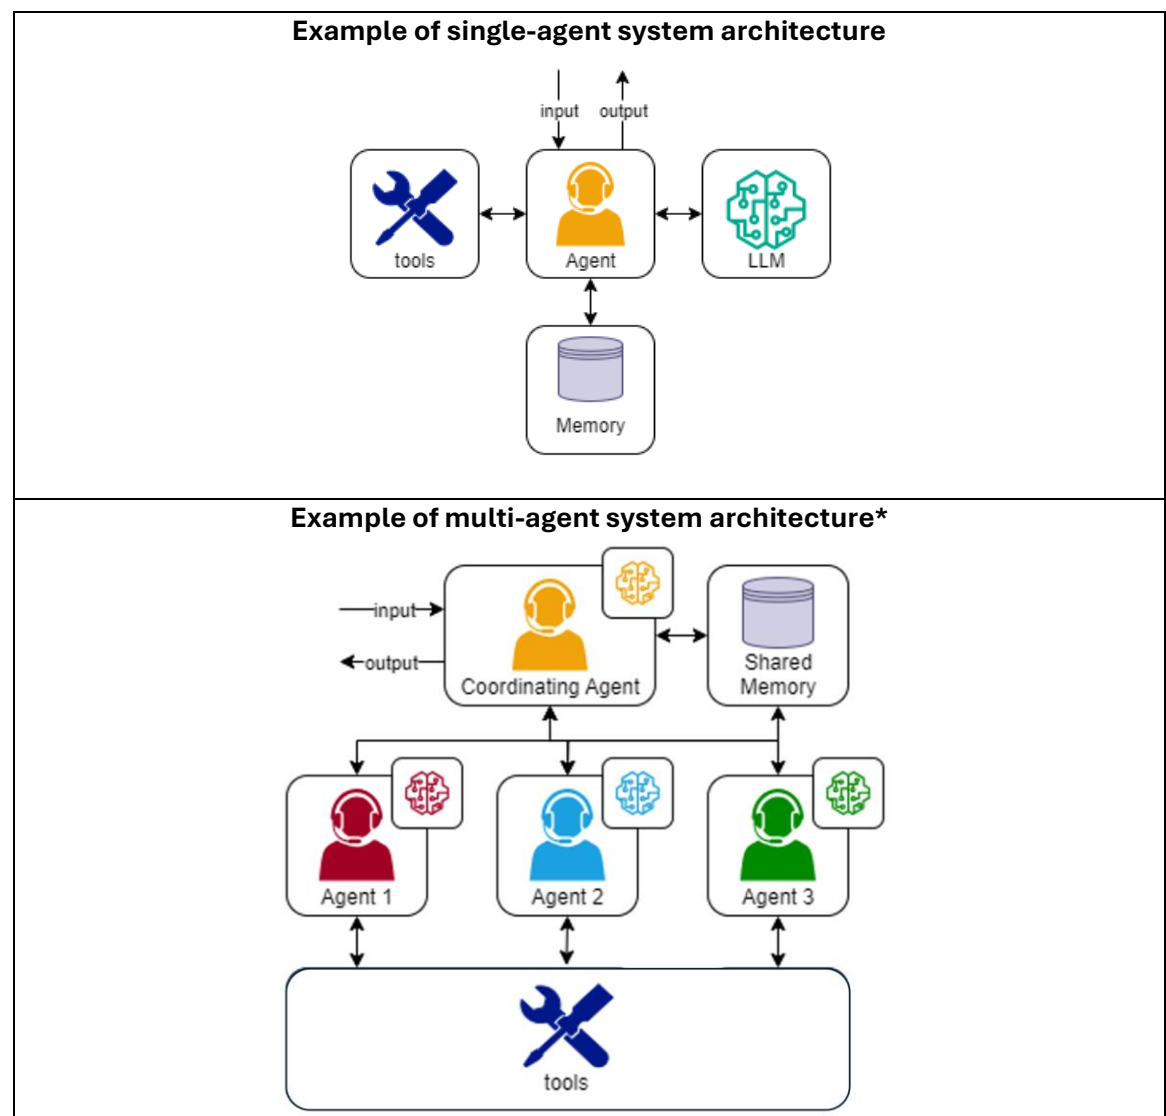 Example of single-agent system architecture
input
output
tools
Agent
LLM
Memory
Example of multi-agent system architecture*
input
output
Coordinating Agent
Shared
Memory
Agent 1
Agent 2
Agent 3
tools